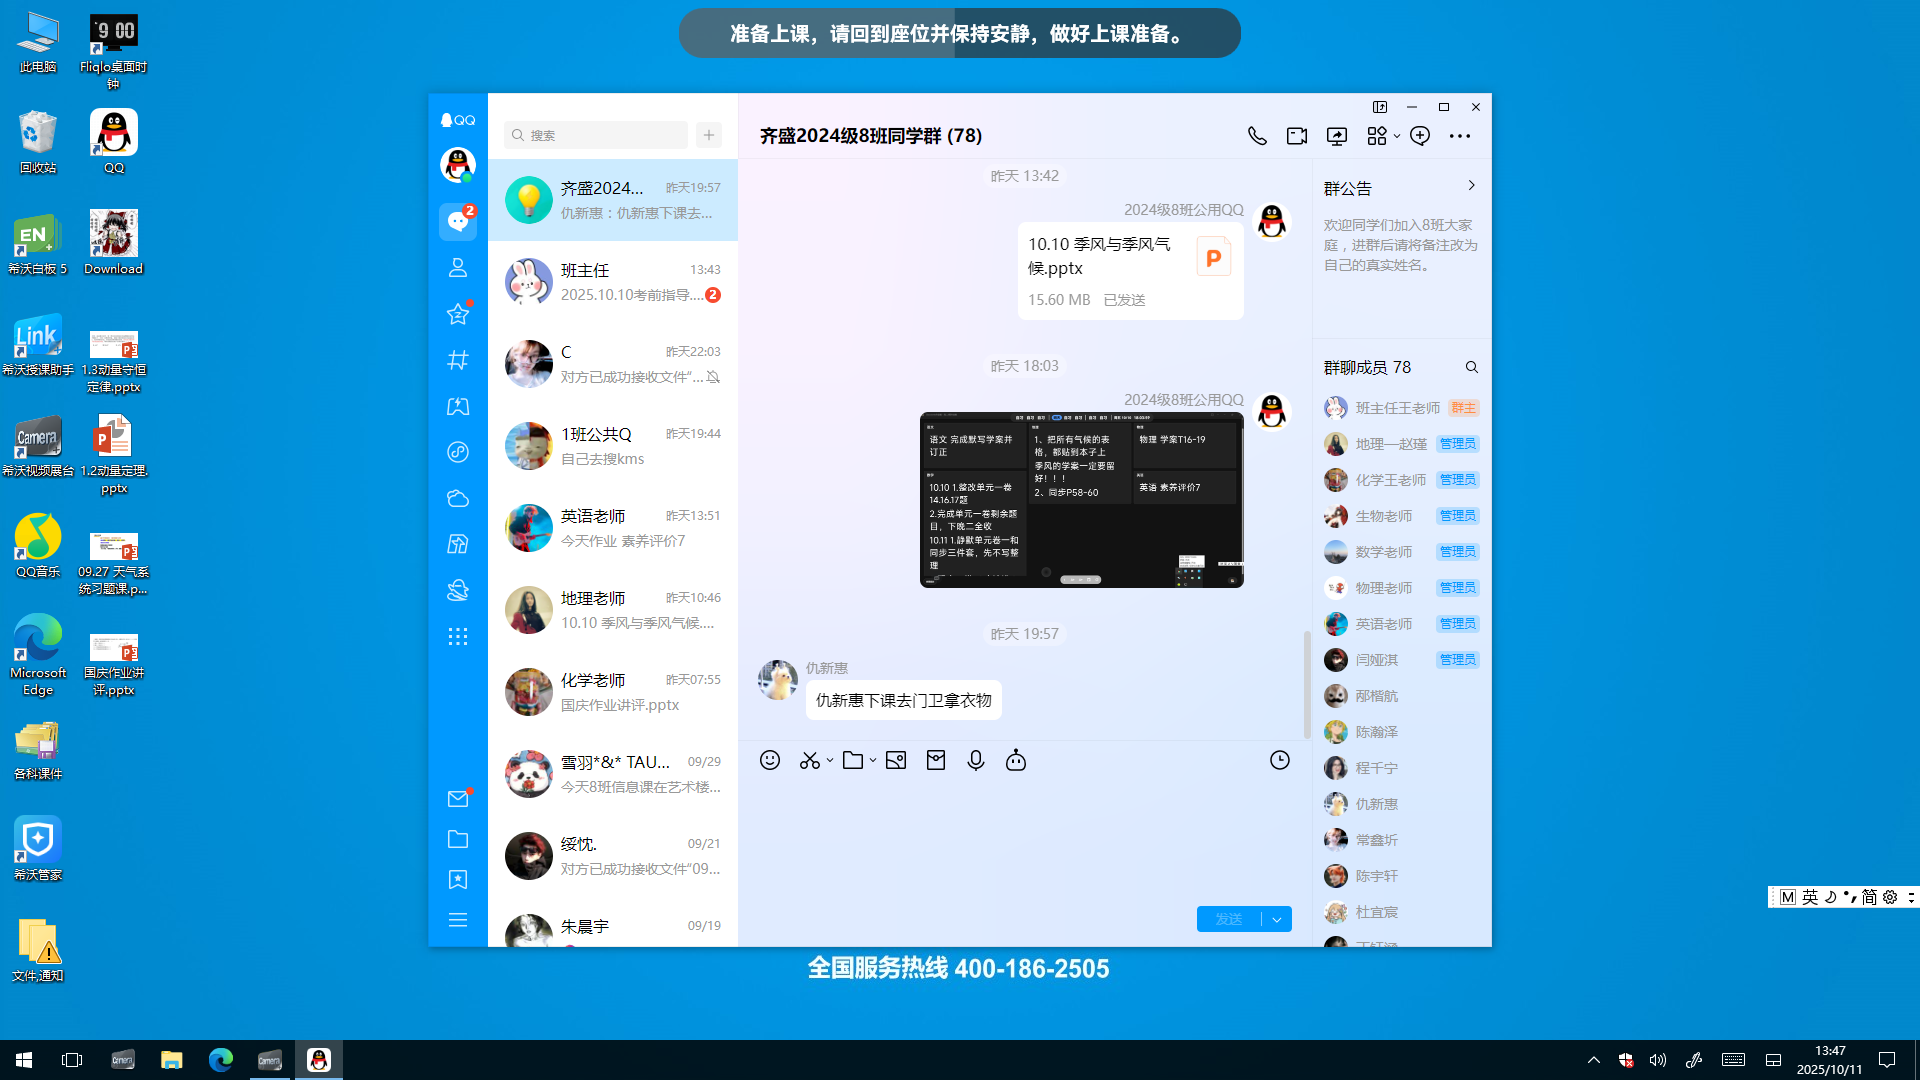 准备上课，请回到座位并保持安静，做好上课准备。
此电脑
Fliqlo桌面时
钟
回收站
QQ
希沃白板 5
Download
希沃授课助手
1.3动量守恒
定律.pptx
希沃视频展台
1.2动量定理.
pptx
QQ音乐
09.27 天气系
统习题课.p...
Microsoft
Edge
国庆作业讲
评.pptx
各科课件
希沃管家
文件,通知
QQ
2
搜索
齐盛2024...
昨天19:57
仇新惠：仇新惠下课去...
班主任
13:43
2025.10.10考前指导....
2
C
昨天22:03
对方已成功接收文件“...
1班公共Q
昨天19:44
自己去搜kms
英语老师
昨天13:51
今天作业 素养评价7
地理老师
昨天10:46
10.10 季风与季风气候....
化学老师
昨天07:55
国庆作业讲评.pptx
雪羽*&* TAU...
09/29
今天8班信息课在艺术楼...
绥忱.
09/21
对方已成功接收文件“09...
朱晨宇
09/19
齐盛2024级8班同学群 (78)
昨天 13:42
2024级8班公用QQ
10.10 季风与季风气
候.pptx
15.60 MB 已发送
昨天 18:03
2024级8班公用QQ
语文 完成默写学案并
订正
10.10 1.整改单元一卷
14.16.17题
2.完成单元一卷剩余题
目，下晚二全收
10.11 1.静默单元卷一和
同步三件套，先不写整
理
1、把所有气候的表
格，都贴到本子上
季风的学案一定要留
好！！！
2、同步P58-60
物理 学案T16-19
英语 素养评价7
昨天 19:57
仇新惠
仇新惠下课去门卫拿衣物
发送
群公告
欢迎同学们加入8班大家
庭，进群后请将备注改为
自己的真实姓名。
群聊成员 78
班主任王老师 群主
地理—赵瑾 管理员
化学王老师 管理员
生物老师 管理员
数学老师 管理员
物理老师 管理员
英语老师 管理员
闫娅淇 管理员
邴楷航
陈瀚泽
程千宁
仇新惠
常鑫圻
陈宇轩
杜宜宸
全国服务热线 400-186-2505
M 英 简
13:47
2025/10/11